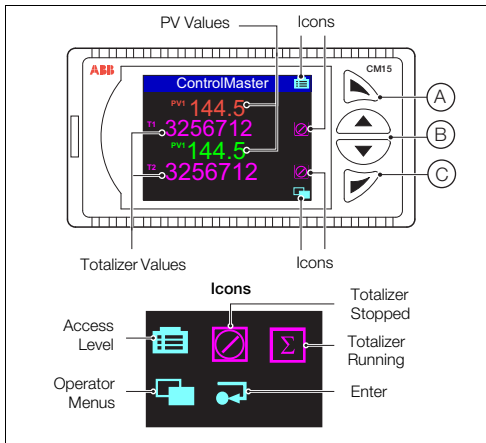 PV Values
Icons
ABB
CM15
ControlMaster
PV1 144.5
T1 3256712
PV1 144.5
T2 3256712
A
B
C
Totalizer Values
Icons
Icons
Access
Level
Totalizer
Stopped
Σ
Totalizer
Running
Operator
Menus
Enter